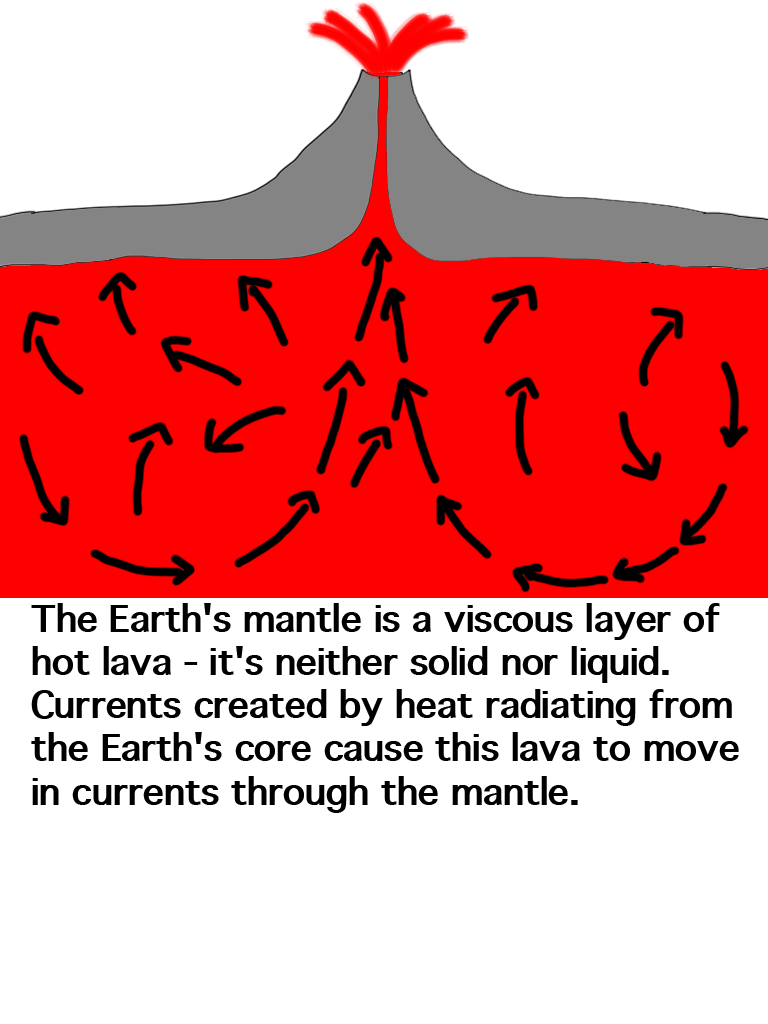 The Earth's mantle is a viscous layer of
hot lava - it's neither solid nor liquid.
Currents created by heat radiating from
the Earth's core cause this lava to move
in currents through the mantle.